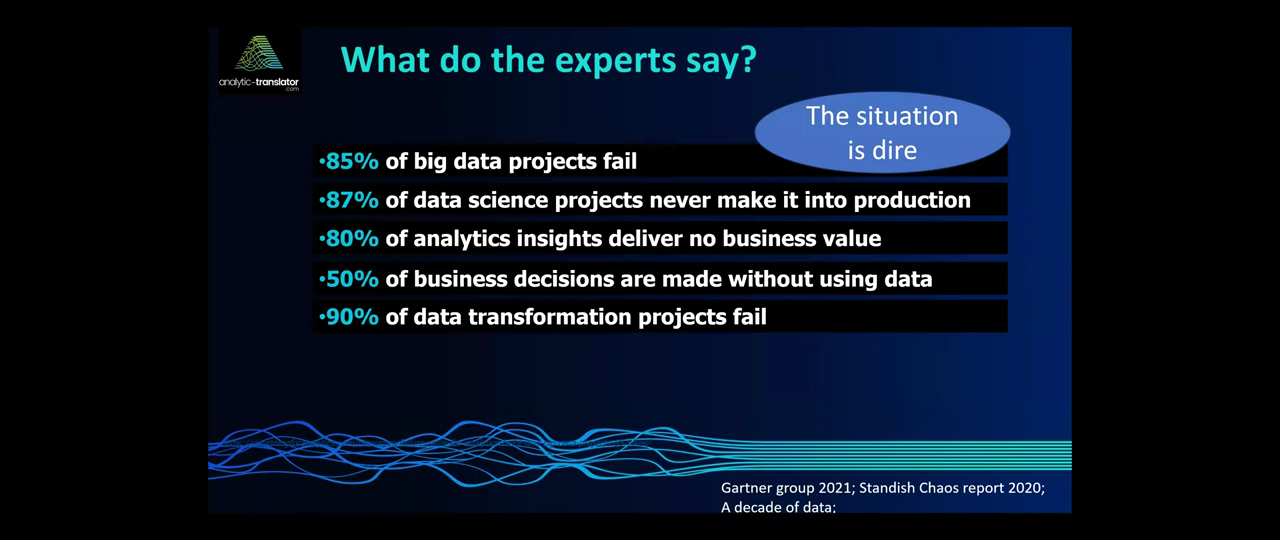 analytic-translator
.com
What do the experts say?
The situation
is dire
•85% of big data projects fail
•87% of data science projects never make it into production
•80% of analytics insights deliver no business value
•50% of business decisions are made without using data
•90% of data transformation projects fail
Gartner group 2021; Standish Chaos report 2020;
A decade of data;